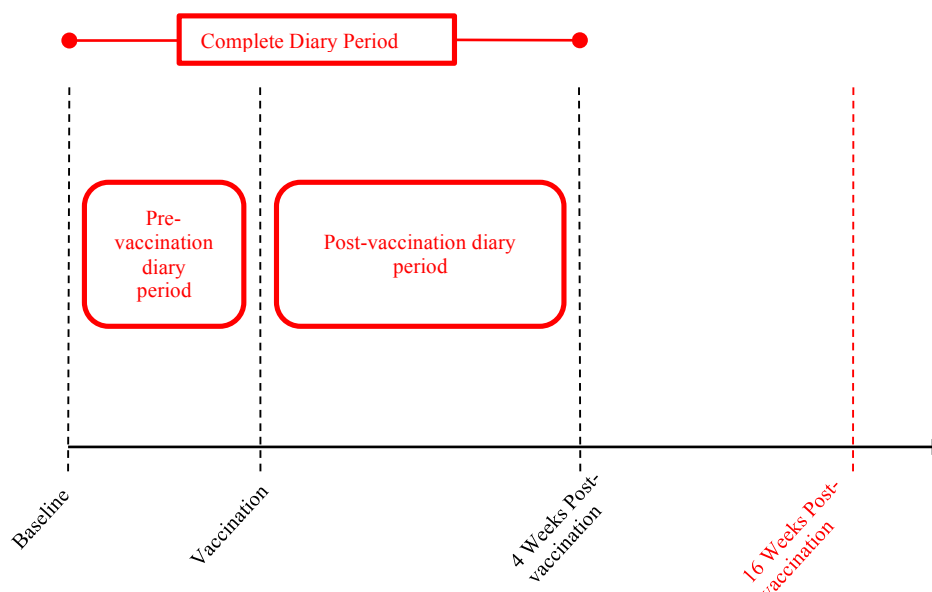 Complete Diary Period
Pre-
vaccination
diary
period
Post-vaccination diary
period
Baseline
Vaccination
4 Weeks Post-
vaccination
16 Weeks Post-
vaccination